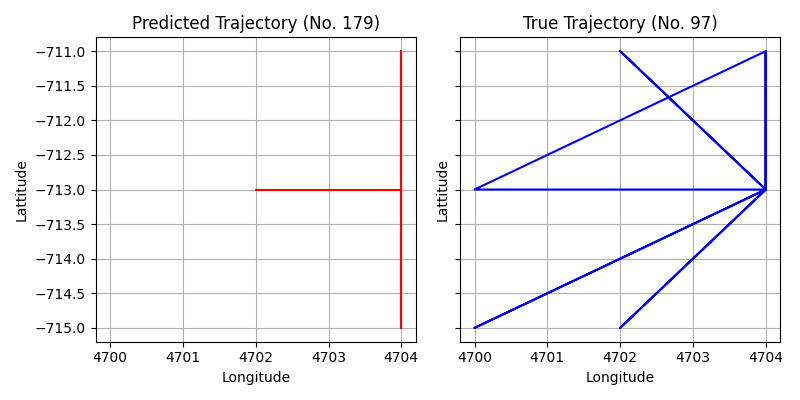 Predicted Trajectory (No. 179)
True Trajectory (No. 97)
−711.0
−711.5
−712.0
−712.5
−713.0
−713.5
−714.0
−714.5
−715.0
Lattitude
Lattitude
4700 4701 4702 4703 4704
4700 4701 4702 4703 4704
Longitude
Longitude